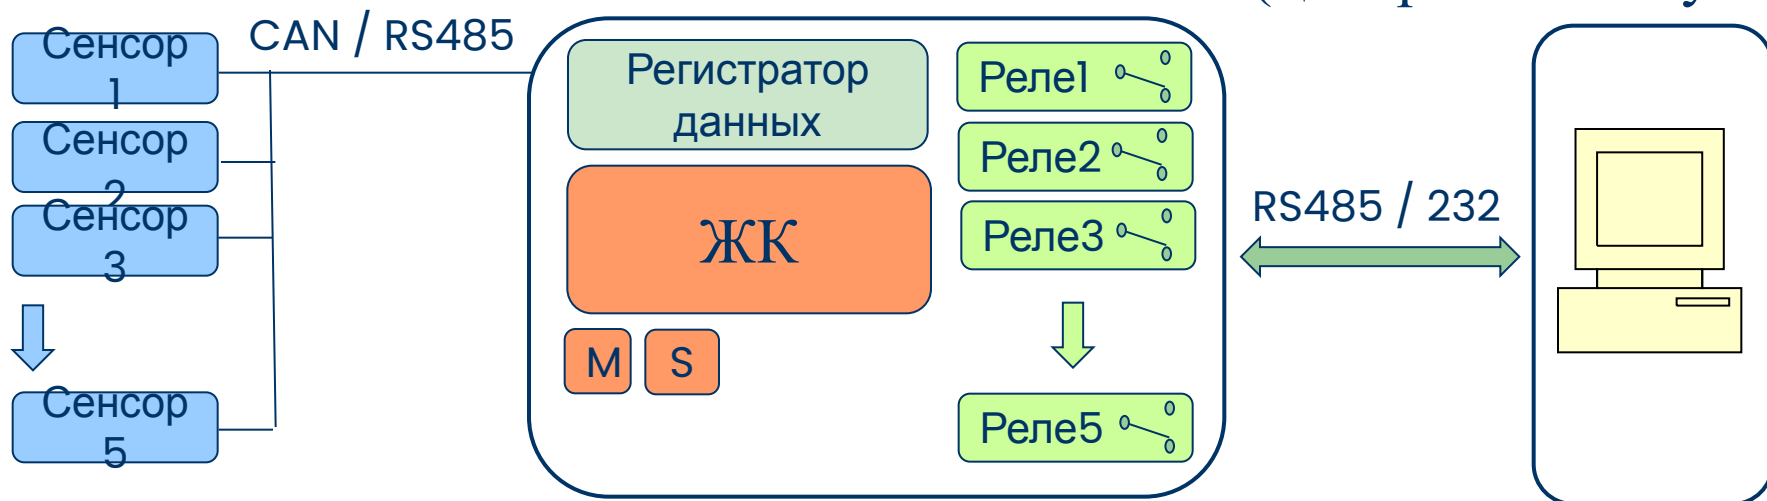 Сенсор
1
Сенсор
2
Сенсор
3
Сенсор
5
CAN / RS485
Регистратор
данных
ЖК
M
S
Реле1
Реле2
Реле3
Реле5
RS485 / 232